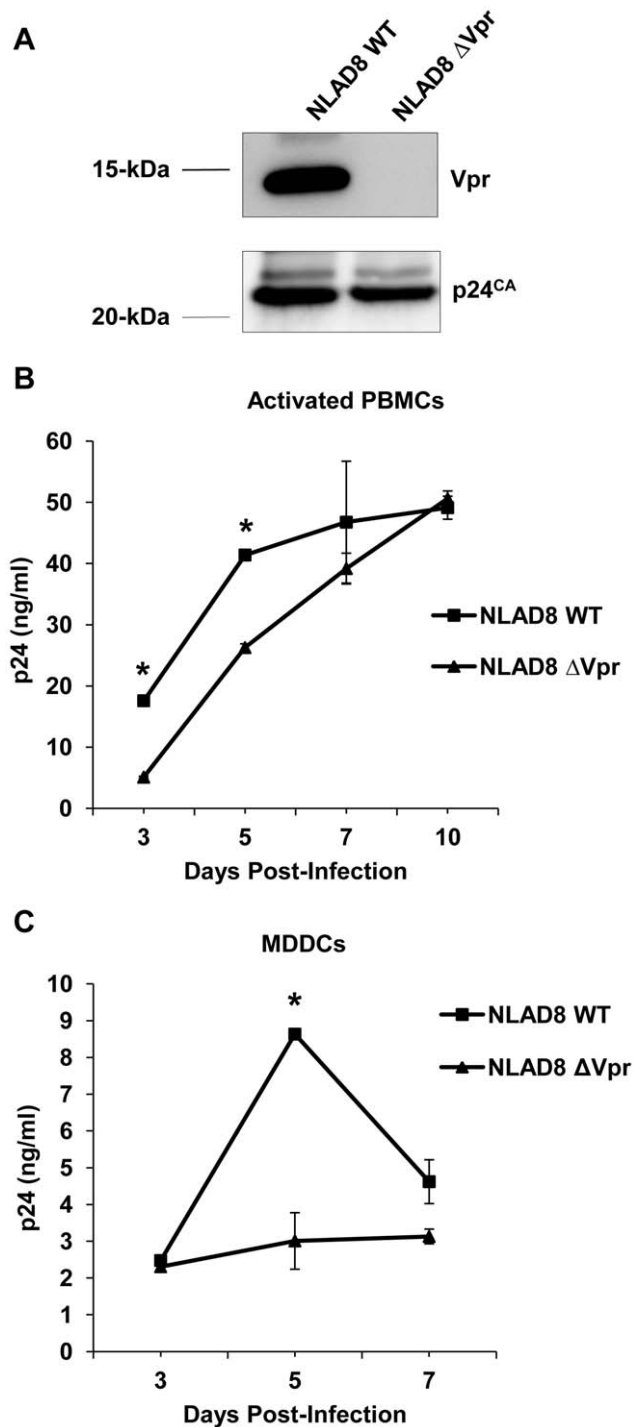 A
NLAD8 WT
NLAD8 ΔVpr
15-kDa
Vpr
20-kDa
p24CA
B
Activated PBMCs
p24 (ng/ml)
60
50
40
30
20
10
0
*
*
NLAD8 WT
NLAD8 ΔVpr
3 5 7 10
Days Post-Infection
C
MDDCs
p24 (ng/ml)
10
9
8
7
6
5
4
3
2
1
0
*
NLAD8 WT
NLAD8 ΔVpr
3 5 7
Days Post-Infection